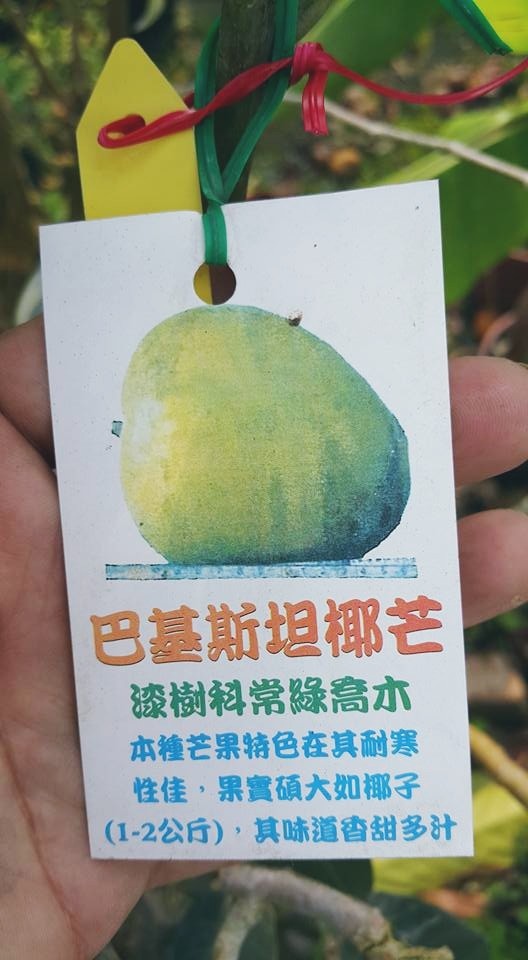 巴基斯坦椰芒
漆樹科常綠喬木
本種芒果特色在其耐寒
性佳，果實碩大如椰子
(1-2公斤)，其味道香甜多汁